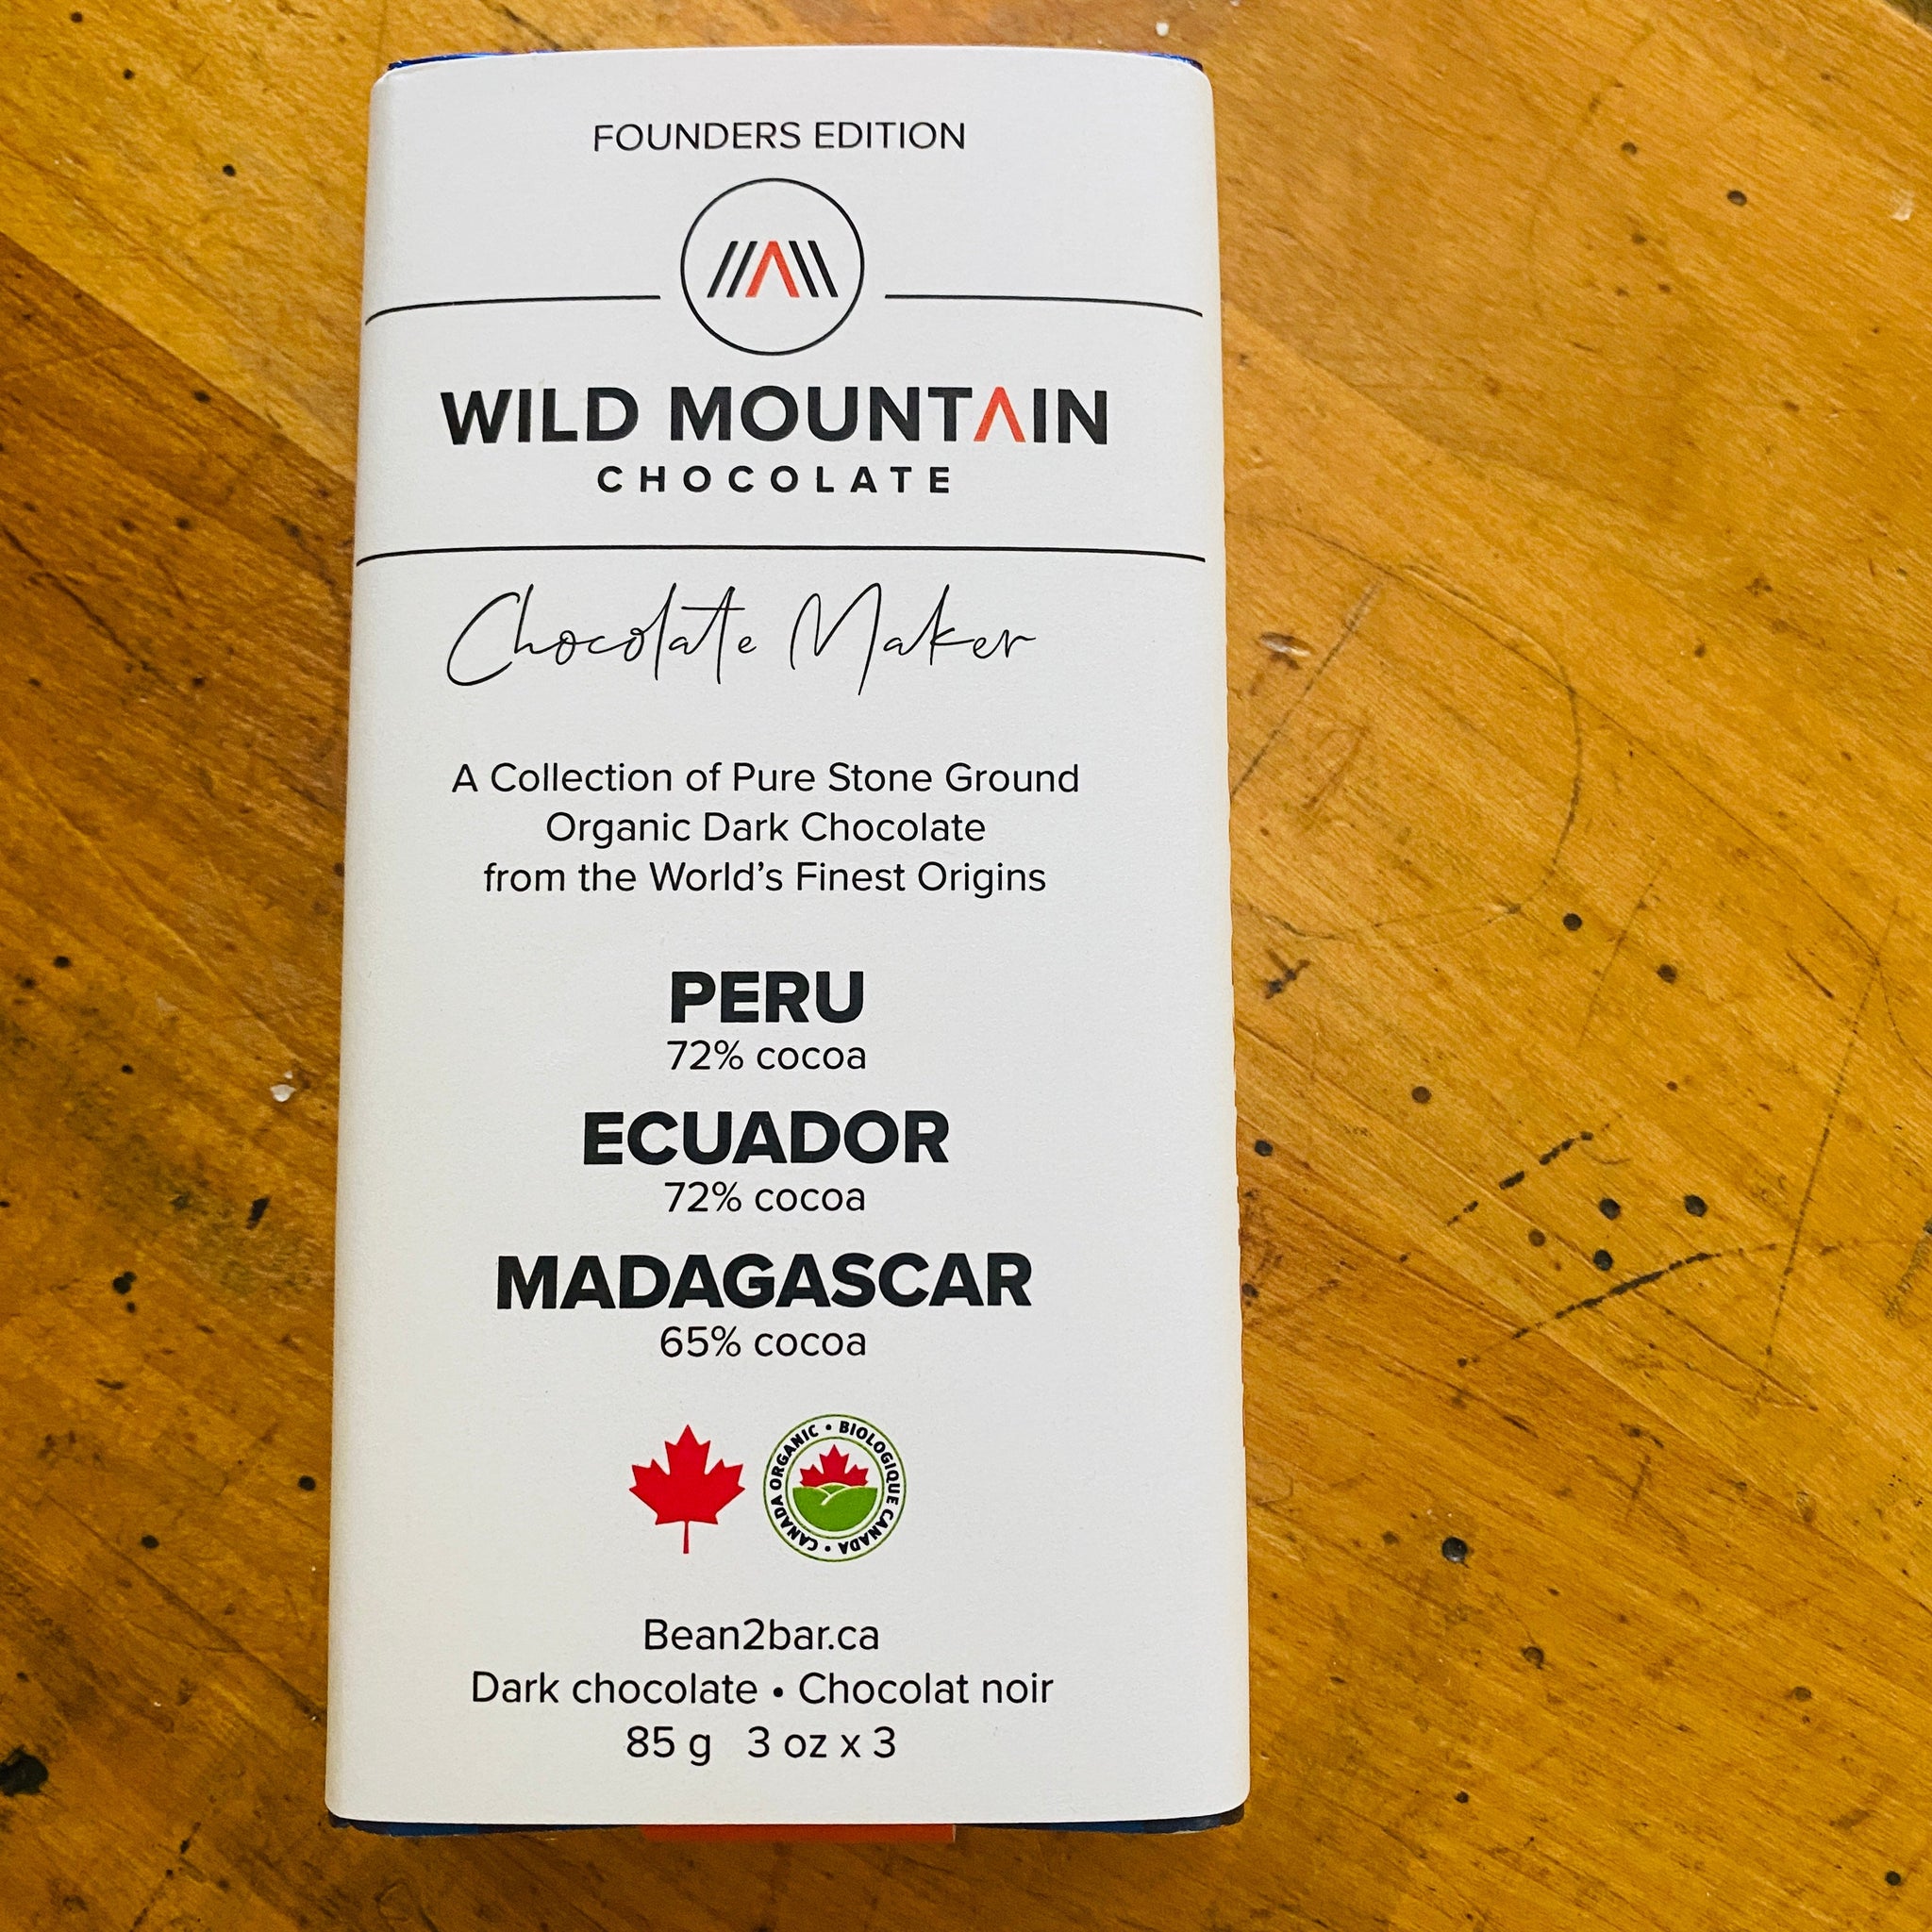 FOUNDERS EDITION
WILD MOUNTAIN
CHOCOLATE
Chocolate Maker
A Collection of Pure Stone Ground
Organic Dark Chocolate
from the World's Finest Origins
PERU
72% cocoa
ECUADOR
72% cocoa
MADAGASCAR
65% cocoa
CANADA ORGANIC • BIOLOGIQUE CANADA •
Bean2bar.ca
Dark chocolate • Chocolat noir
85 g 3 oz x 3